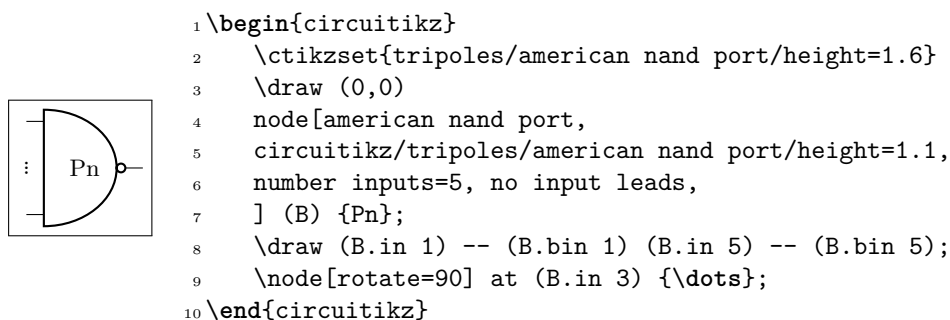 1 \begin{circuitikz}
2 \ctikzset{tripoles/american nand port/height=1.6}
3 \draw (0,0)
4 node[american nand port,
5 circuitikz/tripoles/american nand port/height=1.1,
6 number inputs=5, no input leads,
7 ] (B) {Pn};
8 \draw (B.in 1) -- (B.bin 1) (B.in 5) -- (B.bin 5);
9 \node[rotate=90] at (B.in 3) {\dots};
10 \end{circuitikz}
... Pn